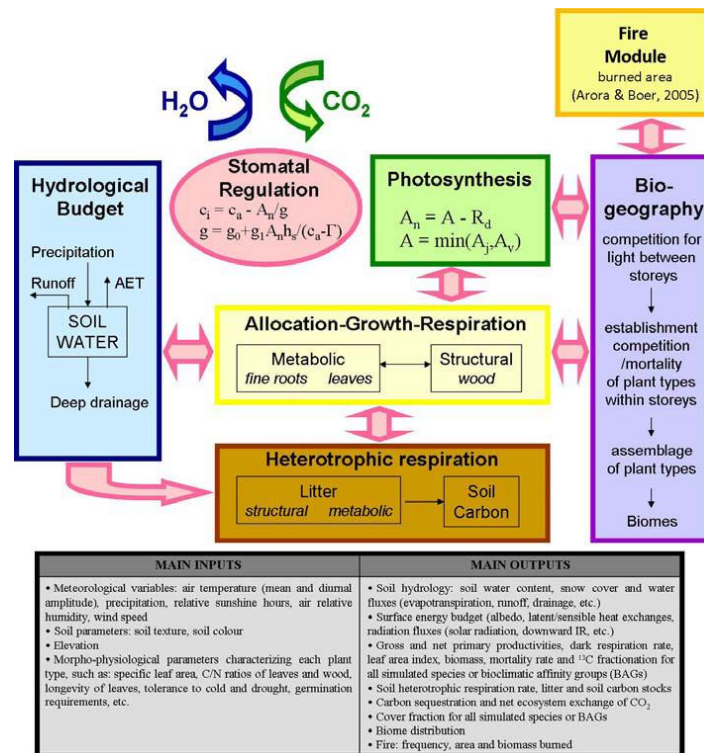 Fire
Module
burned area
(Arora & Boer, 2005)
H₂O
CO₂
Hydrological
Budget
Precipitation
Runoff
AET
SOIL
WATER
Deep drainage
Stomatal
Regulation
cᵢ = cₐ - Aₙ/g
g = g₀+g₁Aₙhₛ/(cₐ-Γ)
Photosynthesis
Aₙ = A - R_d
A = min(A_j,A_v)
Bio-
geography
competition for
light between
storeys
establishment
competition
/mortality
of plant types
within storeys
assemblage
of plant types
Biomes
Allocation-Growth-Respiration
Metabolic
fine roots leaves
Structural
wood
Heterotrophic respiration
Litter
structural metabolic
Soil
Carbon
MAIN INPUTS
• Meteorological variables: air temperature (mean and diurnal
amplitude), precipitation, relative sunshine hours, air relative
humidity, wind speed
• Soil parameters: soil texture, soil colour
• Elevation
• Morpho-physiological parameters characterizing each plant
type, such as: specific leaf area, C/N ratios of leaves and wood,
longevity of leaves, tolerance to cold and drought, germination
requirements, etc.
MAIN OUTPUTS
• Soil hydrology: soil water content, snow cover and water
fluxes (evapotranspiration, runoff, drainage, etc.)
• Surface energy budget (albedo, latent/sensible heat exchanges,
radiation fluxes (solar radiation, downward IR, etc.)
• Gross and net primary productivities, dark respiration rate,
leaf area index, biomass, mortality rate and ¹³C fractionation for
all simulated species or bioclimatic affinity groups (BAGs)
• Soil heterotrophic respiration rate, litter and soil carbon stocks
• Carbon sequestration and net ecosystem exchange of CO₂
• Cover fraction for all simulated species or BAGs
• Biome distribution
• Fire: frequency, area and biomass burned